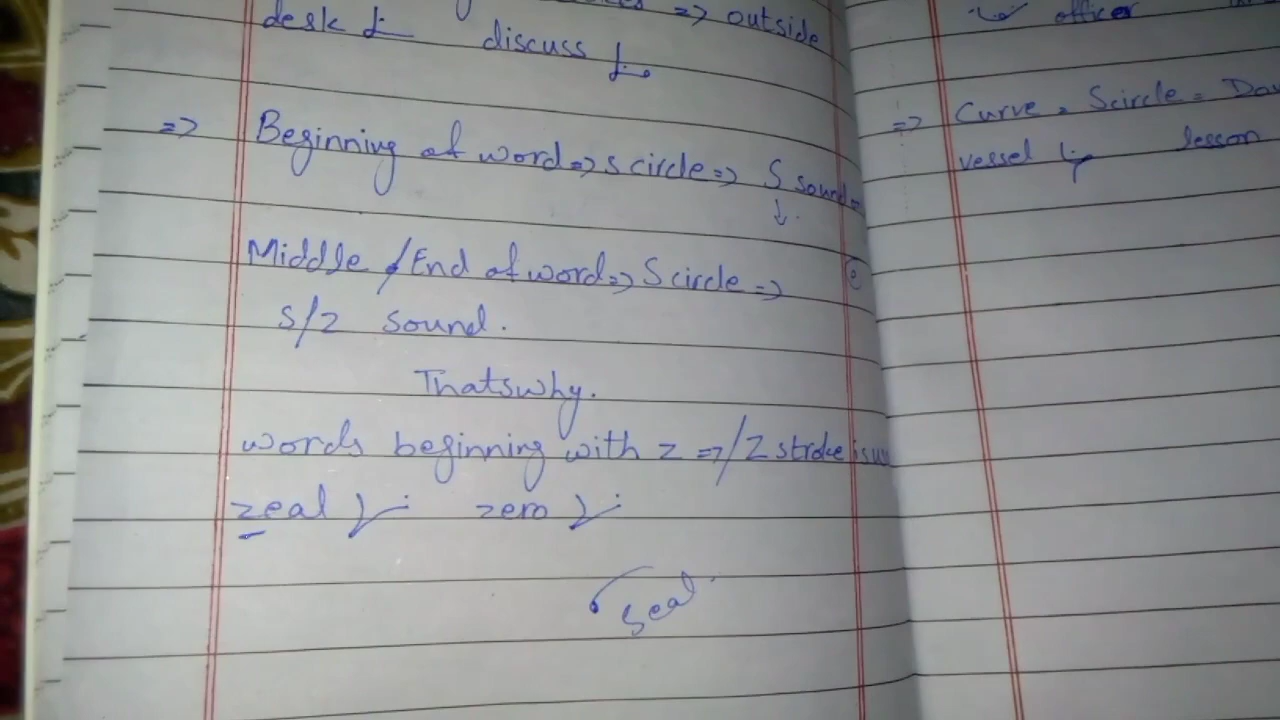 => outside
desk discuss
=> Beginning of word => s circle => S sound
Middle / End of word => S circle =>
S/Z sound.
Thatswhy.
words beginning with z => / Z stroke is
zeal zero
seal
officer
=> Curve = S circle =
vessel lesson